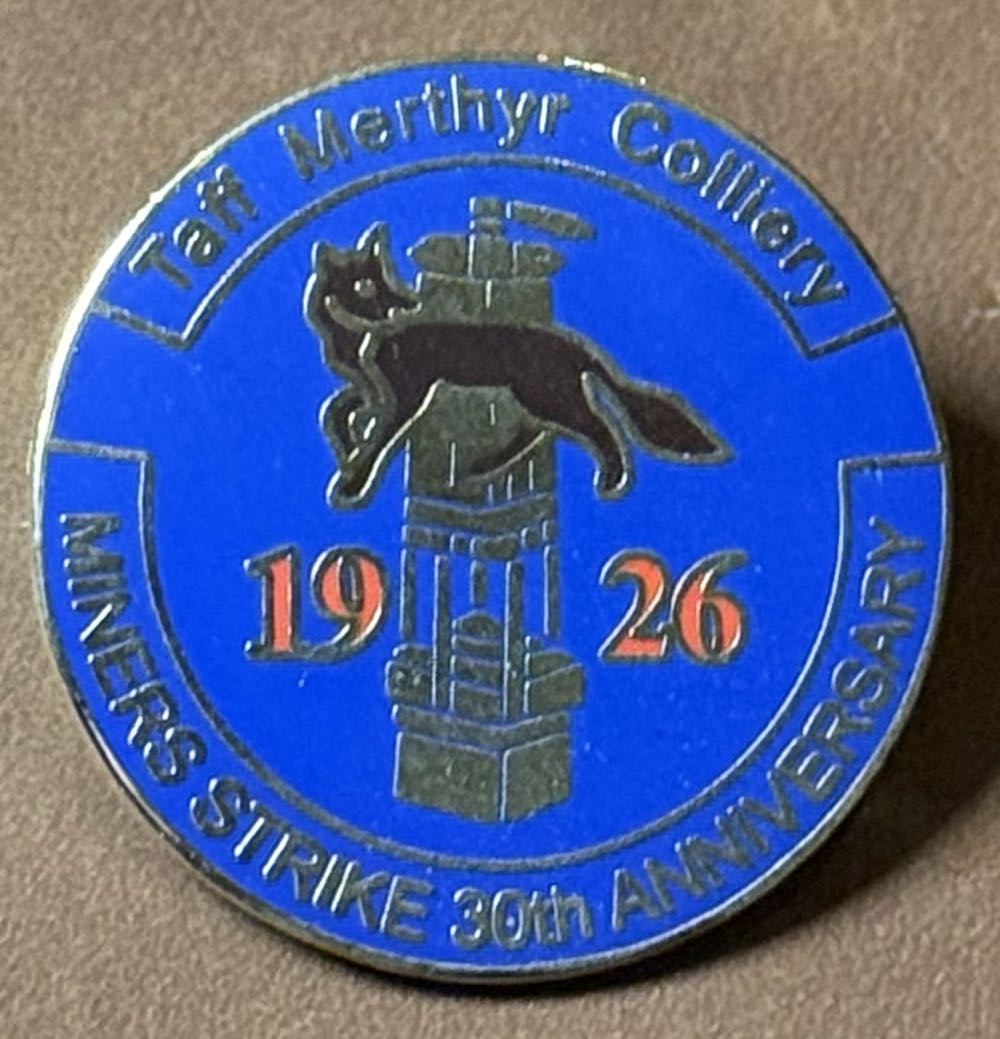 Taff Merthyr Colliery
19 26
MINERS STRIKE 30th ANNIVERSARY